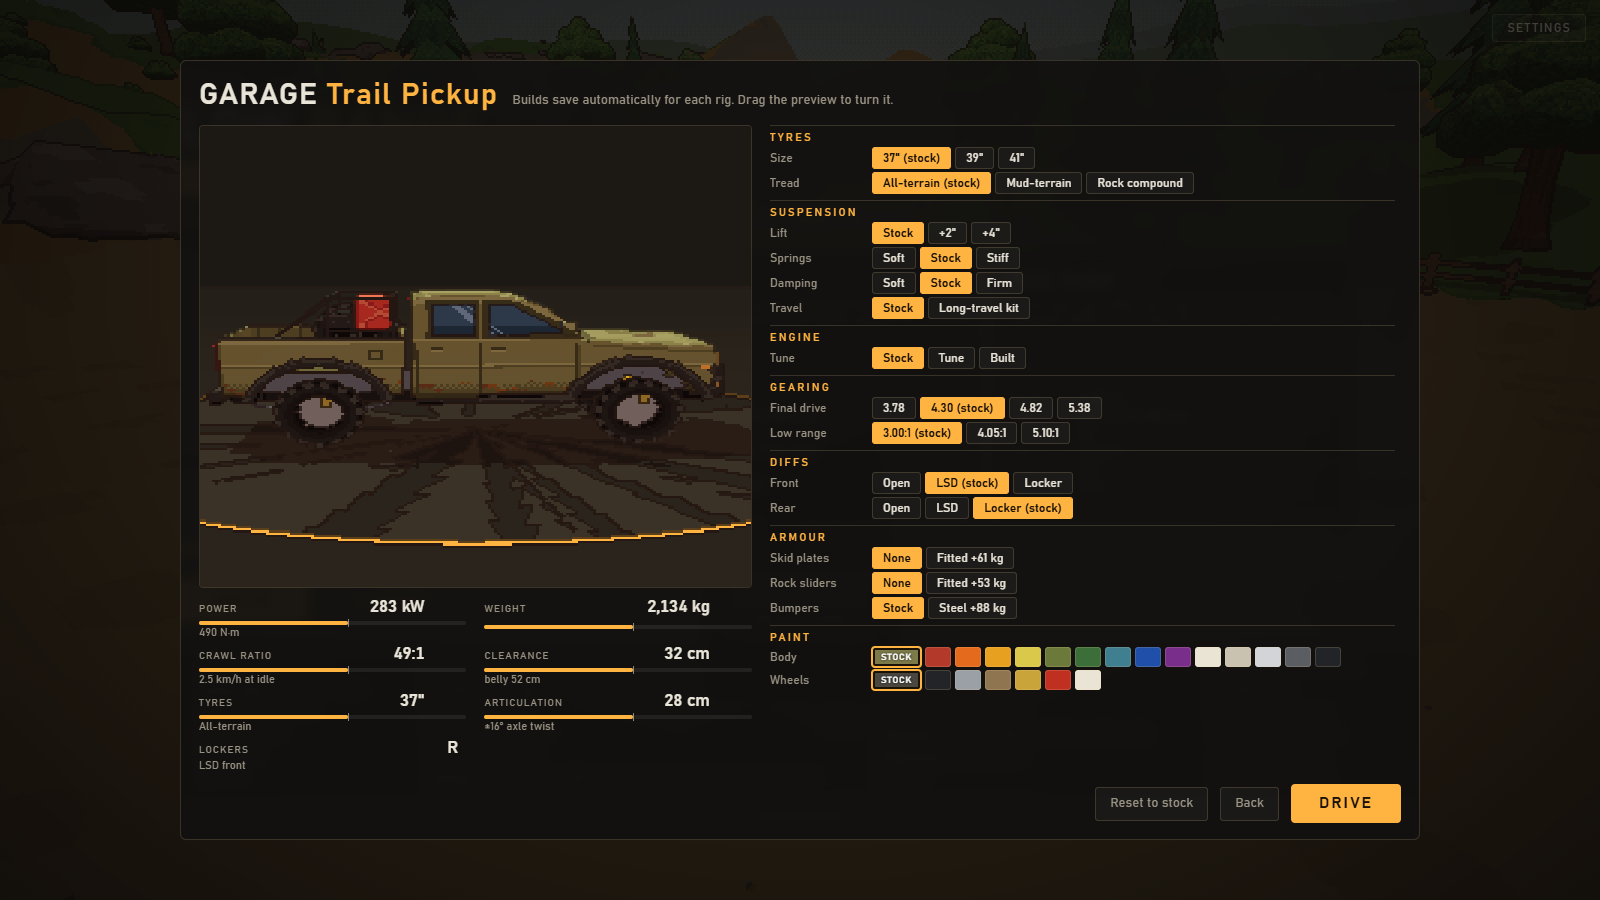 SETTINGS
GARAGE Trail Pickup Builds save automatically for each rig. Drag the preview to turn it.
TYRES
Size 37" (stock) 39" 41"
Tread All-terrain (stock) Mud-terrain Rock compound
SUSPENSION
Lift Stock +2" +4"
Springs Soft Stock Stiff
Damping Soft Stock Firm
Travel Stock Long-travel kit
ENGINE
Tune Stock Tune Built
GEARING
Final drive 3.78 4.30 (stock) 4.82 5.38
Low range 3.00:1 (stock) 4.05:1 5.10:1
DIFFS
Front Open LSD (stock) Locker
Rear Open LSD Locker (stock)
ARMOUR
Skid plates None Fitted +61 kg
Rock sliders None Fitted +53 kg
Bumpers Stock Steel +88 kg
PAINT
Body STOCK
Wheels STOCK
POWER 283 kW
490 N·m
WEIGHT 2,134 kg
CRAWL RATIO 49:1
2.5 km/h at idle
CLEARANCE 32 cm
belly 52 cm
TYRES 37"
All-terrain
ARTICULATION 28 cm
±16° axle twist
LOCKERS R
LSD front
Reset to stock Back DRIVE